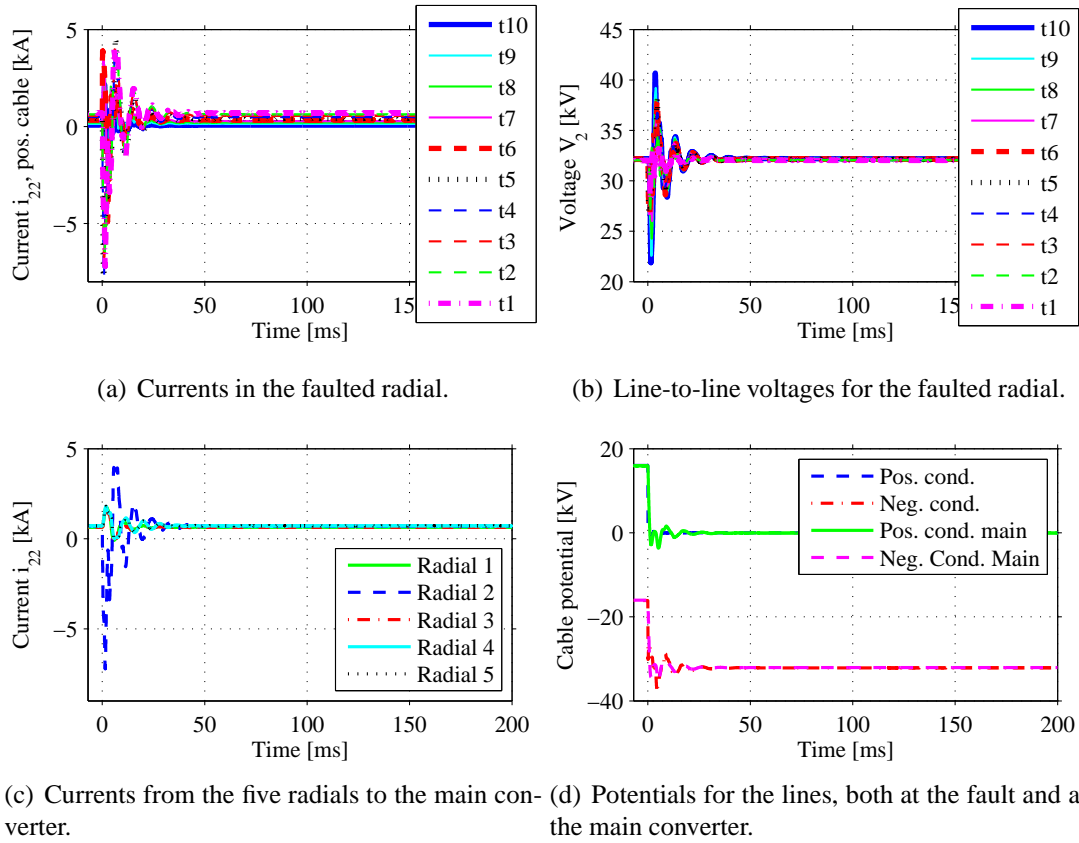 5
0
−5
Current i22, pos. cable [kA]
0 50 100 15
Time [ms]
t10
t9
t8
t7
t6
t5
t4
t3
t2
t1
(a) Currents in the faulted radial.
45
40
35
30
25
20
Voltage V2 [kV]
0 50 100 15
Time [ms]
t10
t9
t8
t7
t6
t5
t4
t3
t2
t1
(b) Line-to-line voltages for the faulted radial.
5
0
−5
Current i22 [kA]
0 50 100 150 200
Time [ms]
Radial 1
Radial 2
Radial 3
Radial 4
Radial 5
(c) Currents from the five radials to the main con-
verter.
20
0
−20
−40
Cable potential [kV]
0 50 100 150 200
Time [ms]
Pos. cond.
Neg. cond.
Pos. cond. main
Neg. Cond. Main
(d) Potentials for the lines, both at the fault and a
the main converter.